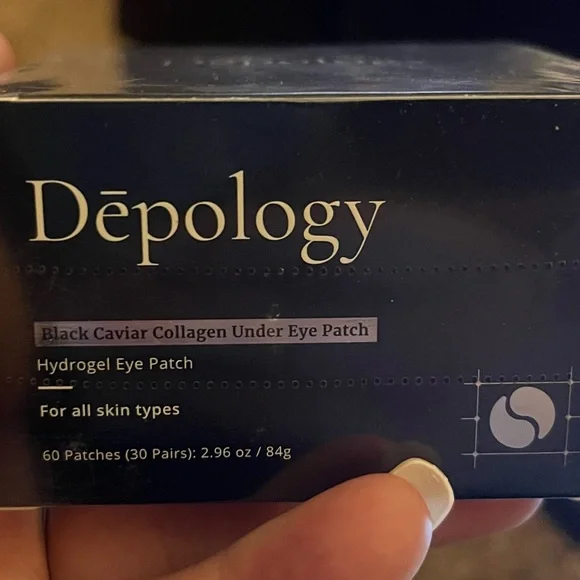 Dēpology
Black Caviar Collagen Under Eye Patch
Hydrogel Eye Patch
For all skin types
60 Patches (30 Pairs): 2.96 oz / 84g